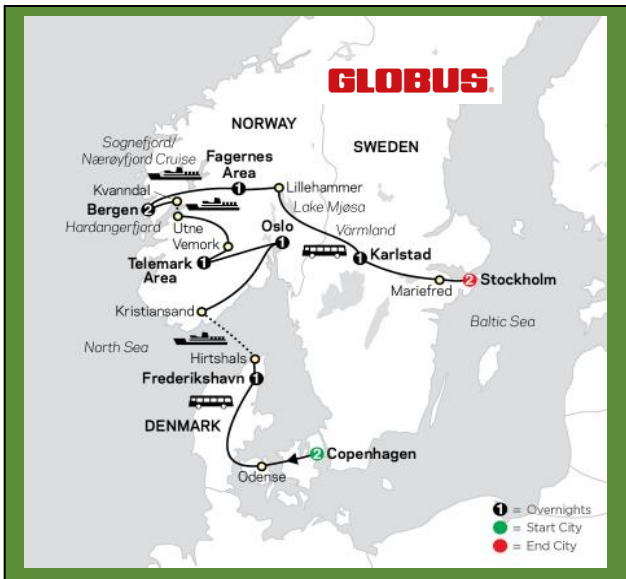 GLOBUS.
NORWAY
SWEDEN
Sognefjord/
Nærøyfjord Cruise
Fagernes
Area
1
Kvanndal
Lillehammer
Bergen 2
Lake Mjøsa
Hardangerfjord
Utne
Oslo
1
Värmland
Vemork
Telemark 1
Area
1 Karlstad
2 Stockholm
Mariefred
Kristiansand
Baltic Sea
North Sea
Hirtshals
Frederikshavn 1
DENMARK
2 Copenhagen
Odense
1 = Overnights
= Start City
= End City